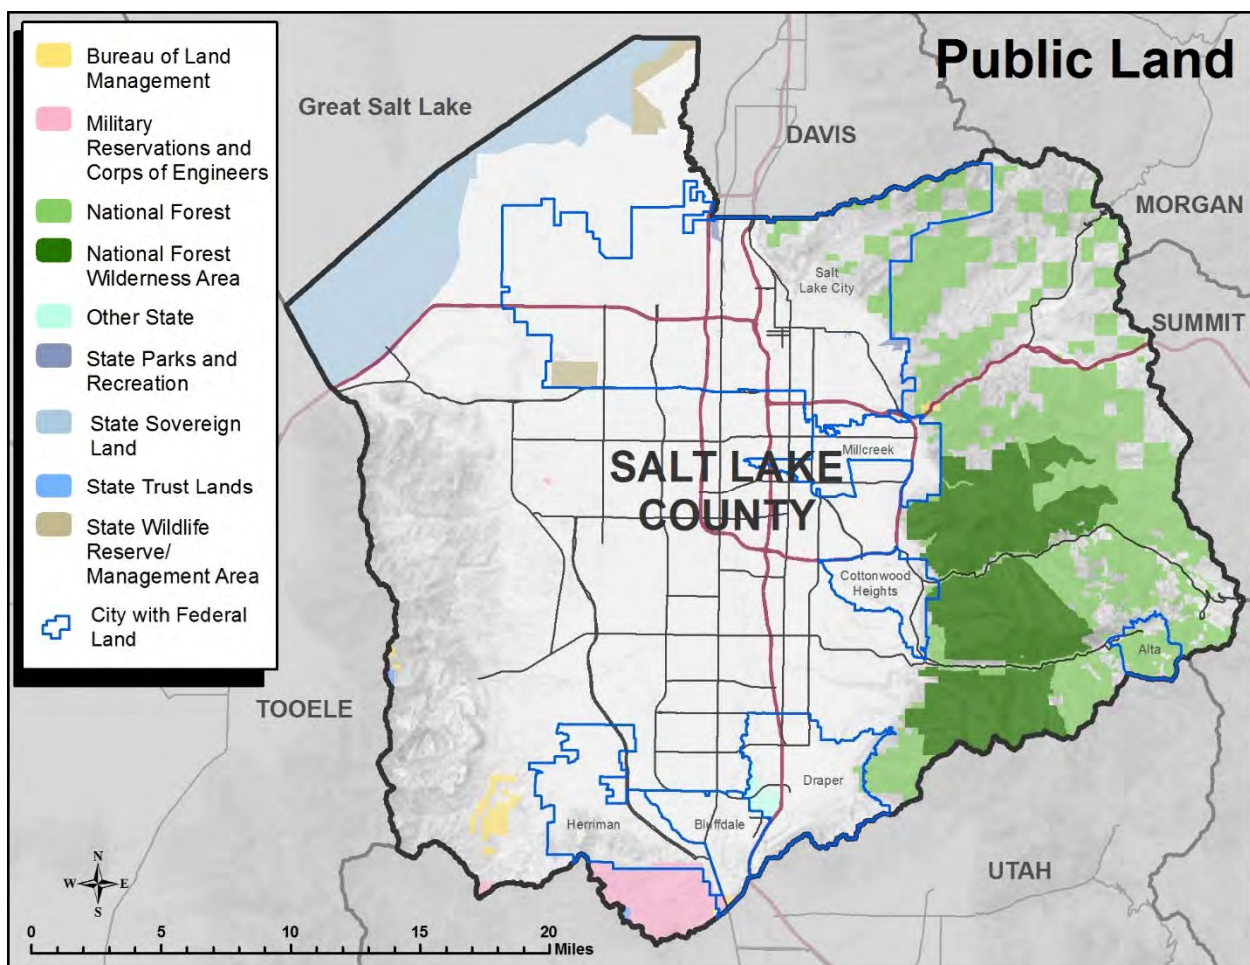 Public Land
Bureau of Land
Management
Military
Reservations and
Corps of Engineers
National Forest
National Forest
Wilderness Area
Other State
State Parks and
Recreation
State Sovereign
Land
State Trust Lands
State Wildlife
Reserve/
Management Area
City with Federal
Land
Great Salt Lake
DAVIS
MORGAN
SUMMIT
Salt
Lake City
Millcreek
SALT LAKE
COUNTY
Cottonwood
Heights
Alta
TOOELE
Draper
Herriman
Bluffdale
UTAH
N
W E
S
0 5 10 15 20
Miles